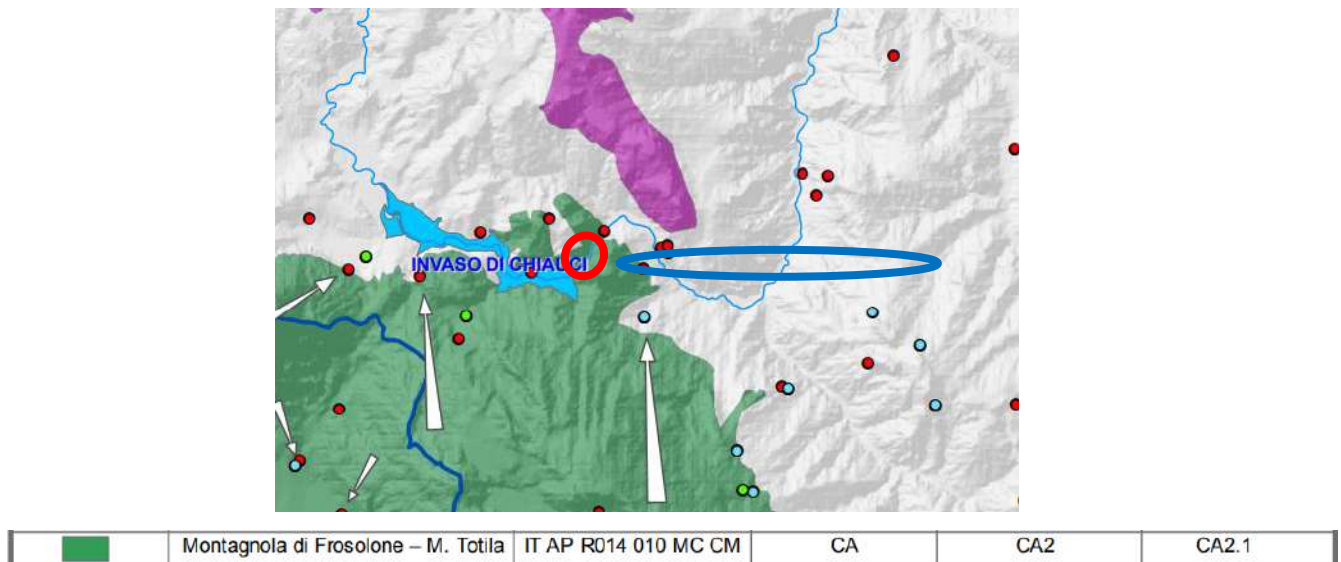 INVASO DI CHIAUCI
Montagnola di Frosolone – M. Totila IT AP R014 010 MC CM CA CA2 CA2.1